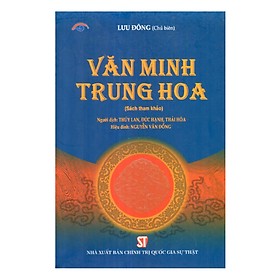 LƯU ĐÔNG (Chủ biên)
VĂN MINH
TRUNG HOA
(Sách tham khảo)
Người dịch: THÚY LAN, ĐỨC HẠNH, THÁI HÒA
Hiệu đính: NGUYỄN VĂN ĐỔNG
ST
NHÀ XUẤT BẢN CHÍNH TRỊ QUỐC GIA SỰ THẬT